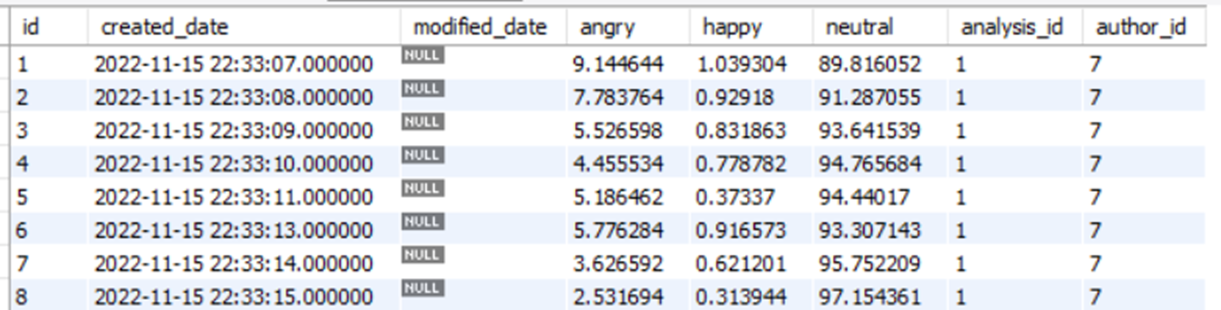 id created_date modified_date angry happy neutral analysis_id author_id
1 2022-11-15 22:33:07.000000 NULL 9.144644 1.039304 89.816052 1 7
2 2022-11-15 22:33:08.000000 NULL 7.783764 0.92918 91.287055 1 7
3 2022-11-15 22:33:09.000000 NULL 5.526598 0.831863 93.641539 1 7
4 2022-11-15 22:33:10.000000 NULL 4.455534 0.778782 94.765684 1 7
5 2022-11-15 22:33:11.000000 NULL 5.186462 0.37337 94.44017 1 7
6 2022-11-15 22:33:13.000000 NULL 5.776284 0.916573 93.307143 1 7
7 2022-11-15 22:33:14.000000 NULL 3.626592 0.621201 95.752209 1 7
8 2022-11-15 22:33:15.000000 NULL 2.531694 0.313944 97.154361 1 7